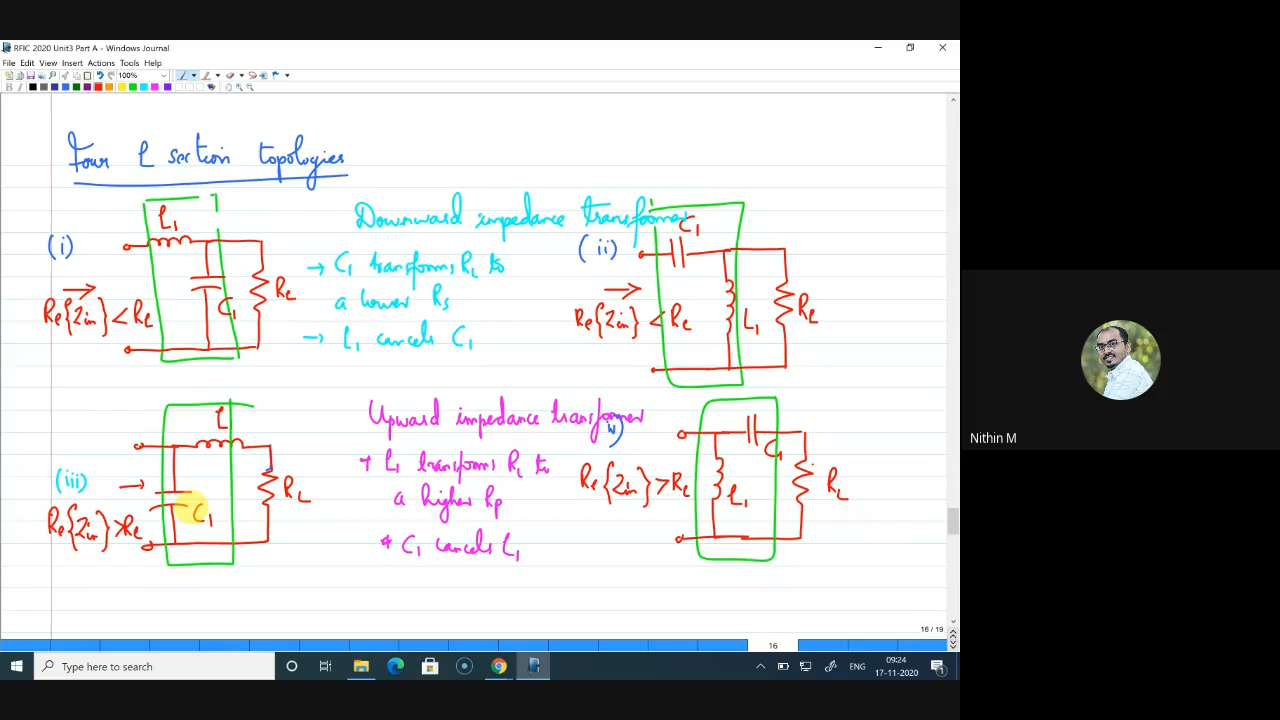 RFIC 2020 Unit3 Part A - Windows Journal
File Edit View Insert Actions Tools Help
100%
Four L section topologies
(i)
L1
C1
RL
Re{Zin} < RL
Downward impedance transformer
→ C1 transforms RL to
a lower Rs
→ L1 cancels C1
(ii)
C1
L1
RL
Re{Zin} < RL
(iii)
L
C1
RL
Re{Zin} > RL
Upward impedance transformer
* L1 transforms RL to
a higher Rp
* C1 cancels L1
iv)
C1
L1
RL
Re{Zin} > RL
Nithin M
16 / 19
16
Type here to search
ENG
09:24
17-11-2020
1